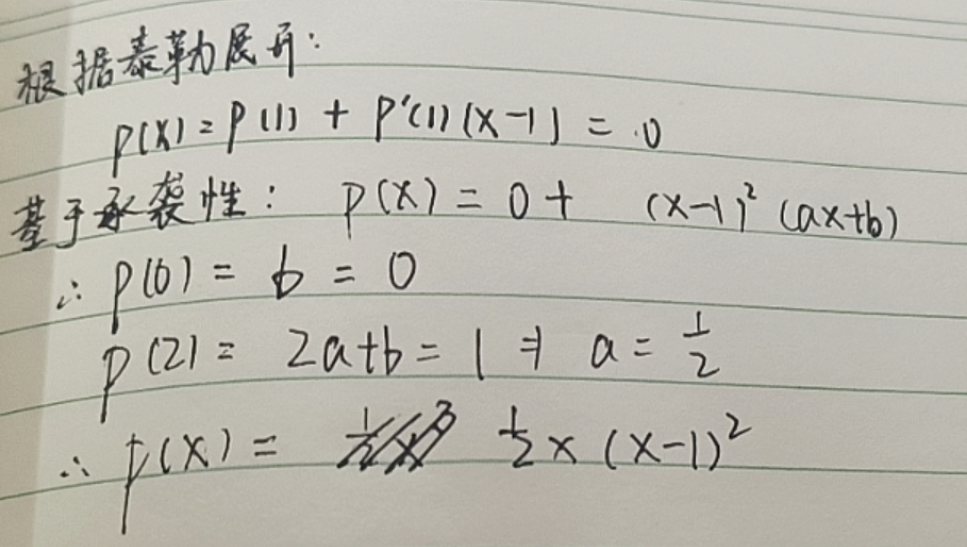 根据泰勒展开:
P(x) = P(1) + P'(1)(x-1) = 0
基于承袭性: P(x) = 0 + (x-1)² (ax+b)
∴ P(0) = b = 0
P(2) = 2a+b = 1 ⇒ a = 1/2
∴ P(x) = 1/2 x (x-1)²